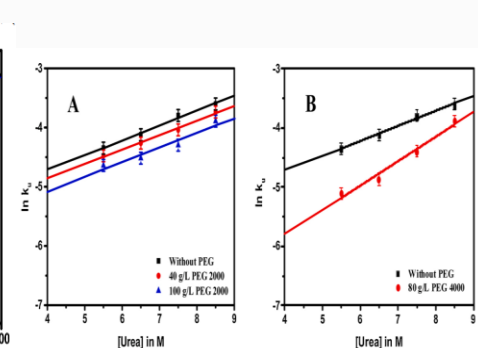 A
-3
-4
-5
-6
-7
ln ku
Without PEG
40 g/L PEG 2000
100 g/L PEG 2000
4 5 6 7 8 9
[Urea] in M
B
-3
-4
-5
-6
-7
ln ku
Without PEG
80 g/L PEG 4000
4 5 6 7 8 9
[Urea] in M
00